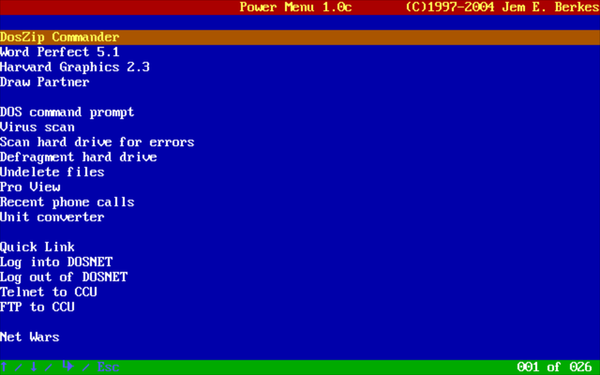 Power Menu 1.0c (C)1997-2004 Jem E. Berkes
DosZip Commander
Word Perfect 5.1
Harvard Graphics 2.3
Draw Partner
DOS command prompt
Virus scan
Scan hard drive for errors
Defragment hard drive
Undelete files
Pro View
Recent phone calls
Unit converter
Quick Link
Log into DOSNET
Log out of DOSNET
Telnet to CCU
FTP to CCU
Net Wars
↑ / ↓ / ↵ / Esc 001 of 026